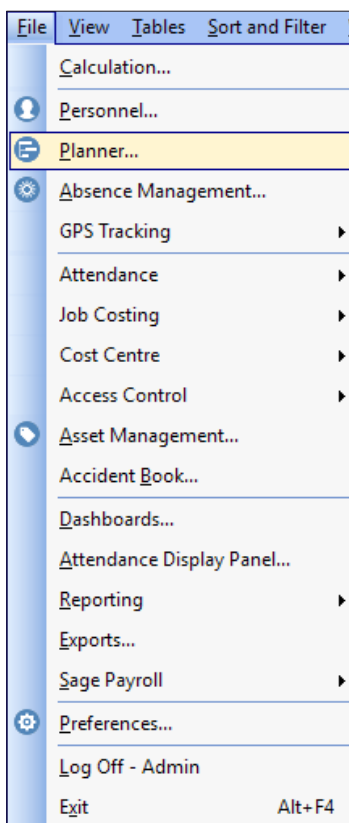 File View Tables Sort and Filter
Calculation...
Personnel...
Planner...
Absence Management...
GPS Tracking
Attendance
Job Costing
Cost Centre
Access Control
Asset Management...
Accident Book...
Dashboards...
Attendance Display Panel...
Reporting
Exports...
Sage Payroll
Preferences...
Log Off - Admin
Exit Alt+F4